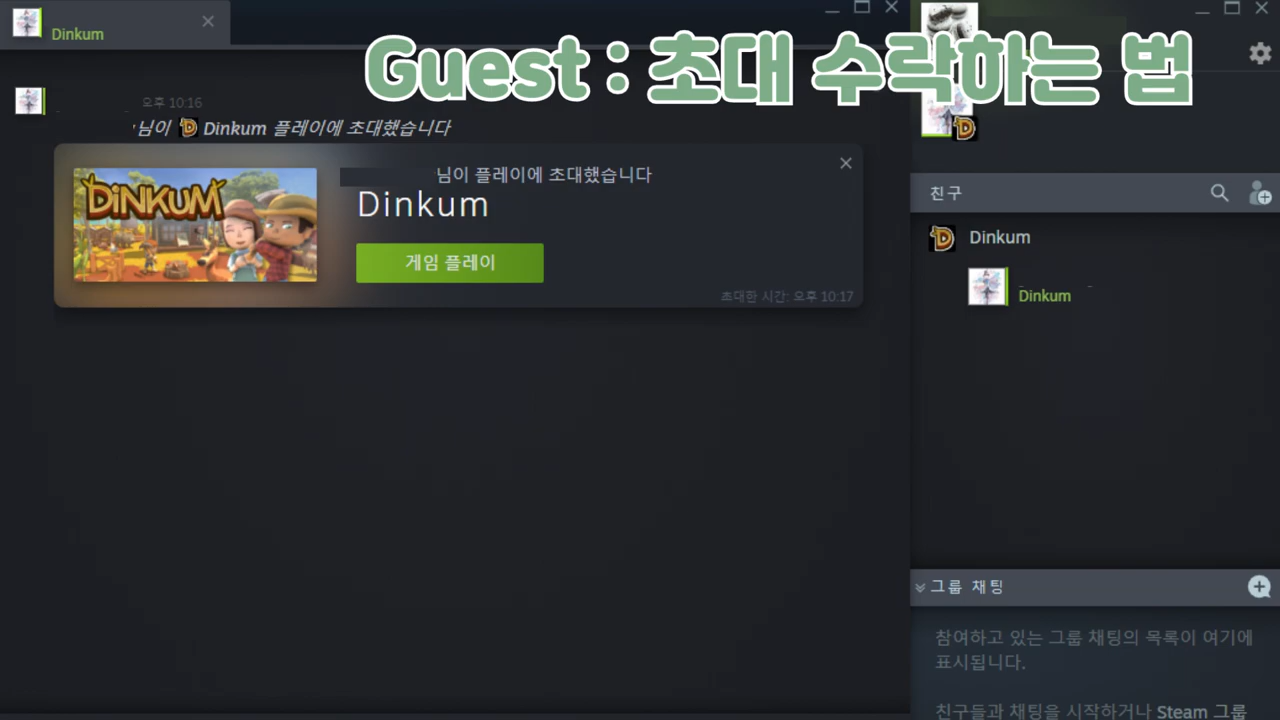 Dinkum
Guest : 초대 수락하는 법
오후 10:16
님이 Dinkum 플레이에 초대했습니다
DiNKUM
님이 플레이에 초대했습니다
Dinkum
게임 플레이
초대한 시간: 오후 10:17
친구
Dinkum
Dinkum
그룹 채팅
참여하고 있는 그룹 채팅의 목록이 여기에
표시됩니다.
친구들과 채팅을 시작하거나 Steam 그룹